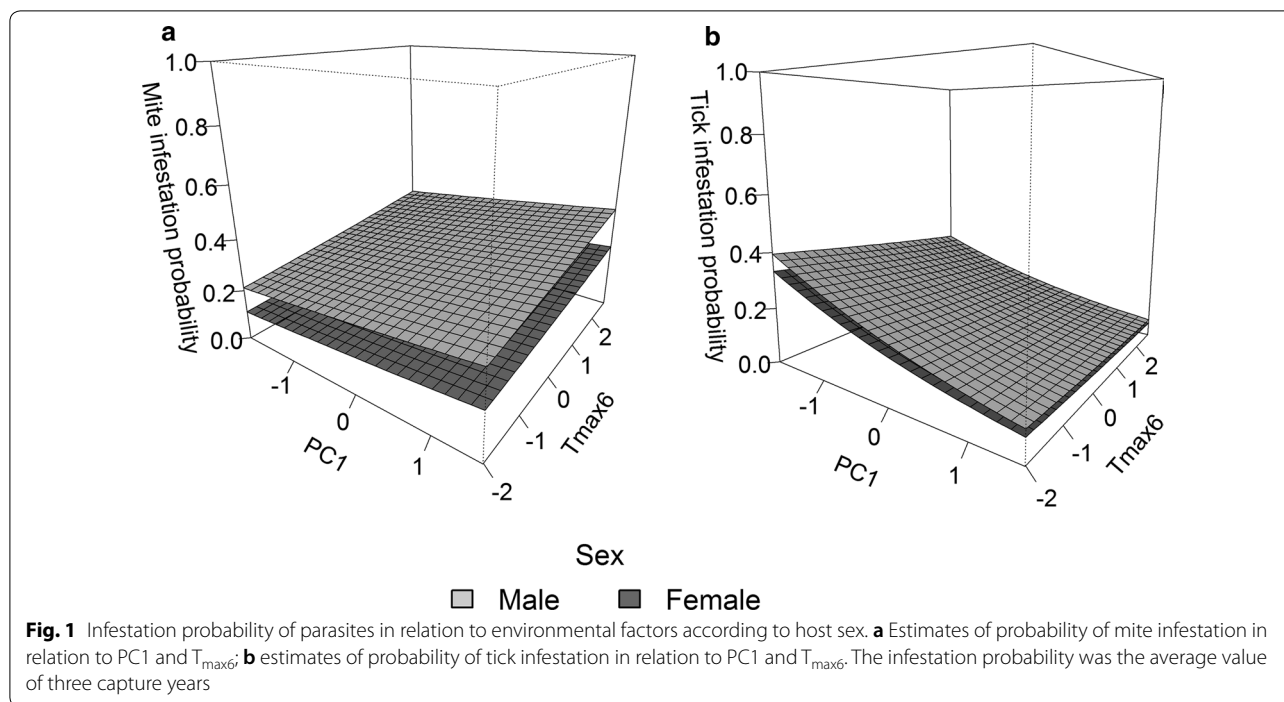 a
1.0
0.8
0.6
0.4
0.2
0.0
Mite infestation probability
-1
0
1
PC1
-2
-1
0
1
2
Tmax6
b
1.0
0.8
0.6
0.4
0.2
0.0
Tick infestation probability
-1
0
1
PC1
-2
-1
0
1
2
Tmax6
Sex
Male Female
Fig. 1 Infestation probability of parasites in relation to environmental factors according to host sex. a Estimates of probability of mite infestation in
relation to PC1 and Tmax6; b estimates of probability of tick infestation in relation to PC1 and Tmax6. The infestation probability was the average value
of three capture years